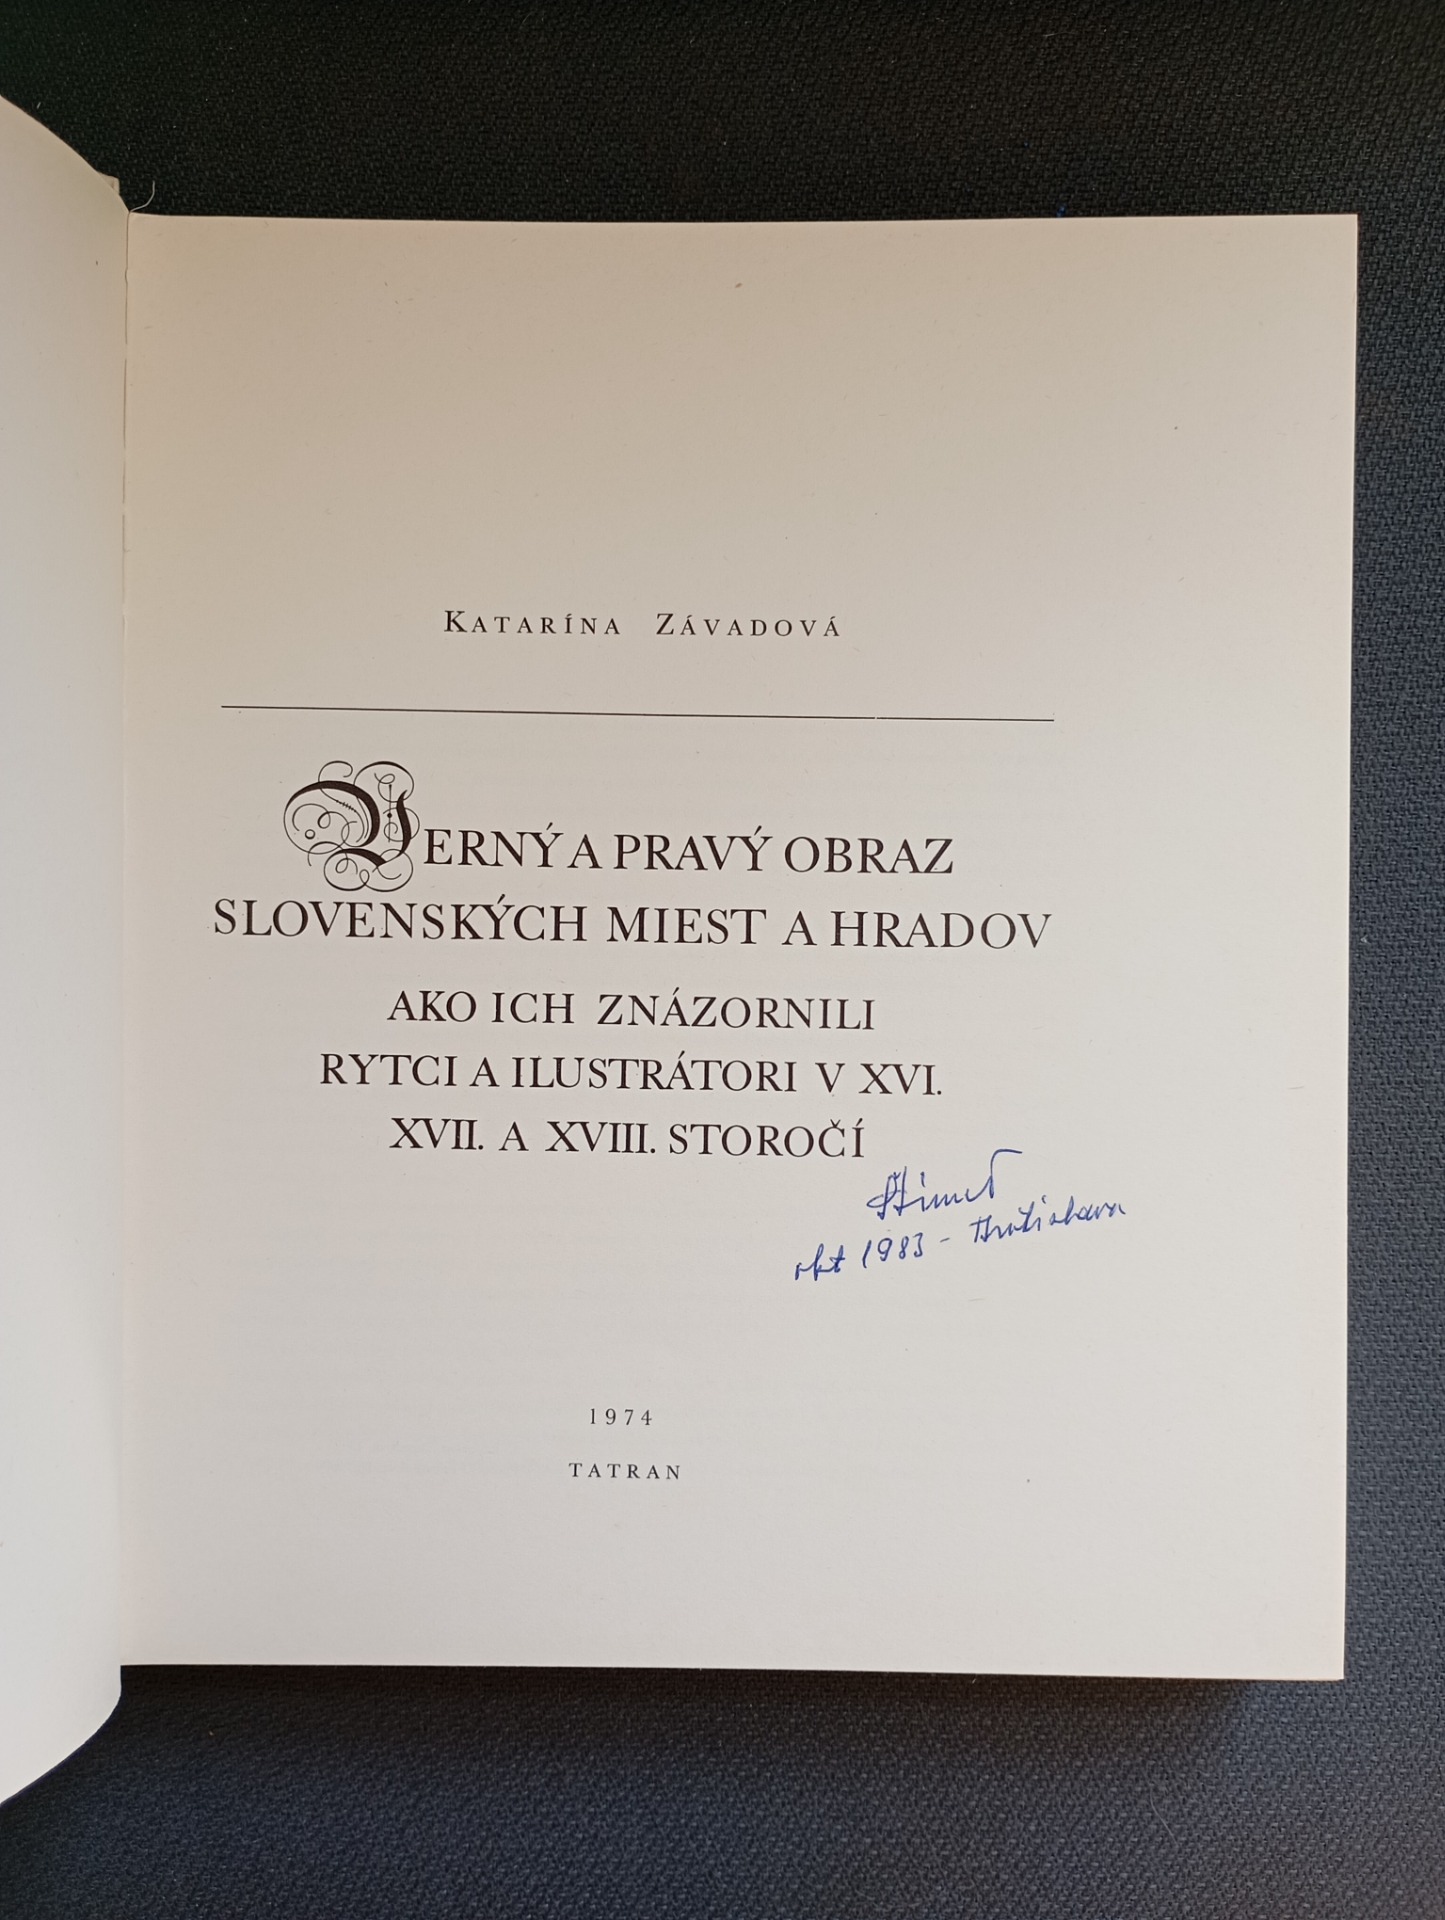 KATARÍNA ZÁVADOVÁ
VERNÝ A PRAVÝ OBRAZ
SLOVENSKÝCH MIEST A HRADOV
AKO ICH ZNÁZORNILI
RYTCI A ILUSTRÁTORI V XVI.
XVII. A XVIII. STOROČÍ
okt 1983 - Bratislava
1974
TATRAN